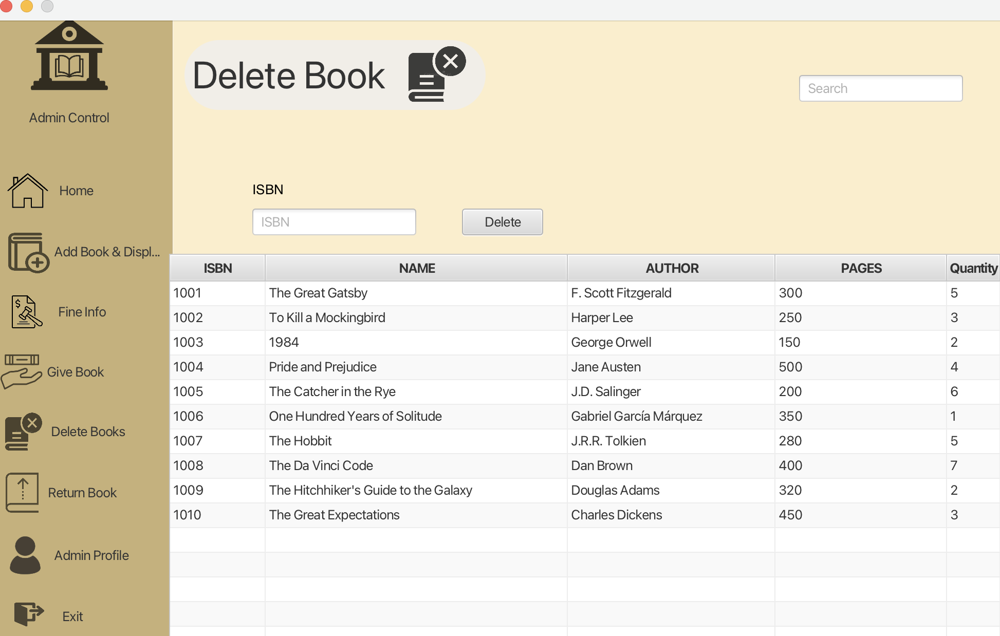 Admin Control
Home
Add Book & Displ...
Fine Info
$
Give Book
Delete Books
Return Book
Admin Profile
Exit
Delete Book
Search
ISBN
ISBN Delete
ISBN NAME AUTHOR PAGES Quantity
1001 The Great Gatsby F. Scott Fitzgerald 300 5
1002 To Kill a Mockingbird Harper Lee 250 3
1003 1984 George Orwell 150 2
1004 Pride and Prejudice Jane Austen 500 4
1005 The Catcher in the Rye J.D. Salinger 200 6
1006 One Hundred Years of Solitude Gabriel García Márquez 350 1
1007 The Hobbit J.R.R. Tolkien 280 5
1008 The Da Vinci Code Dan Brown 400 7
1009 The Hitchhiker's Guide to the Galaxy Douglas Adams 320 2
1010 The Great Expectations Charles Dickens 450 3